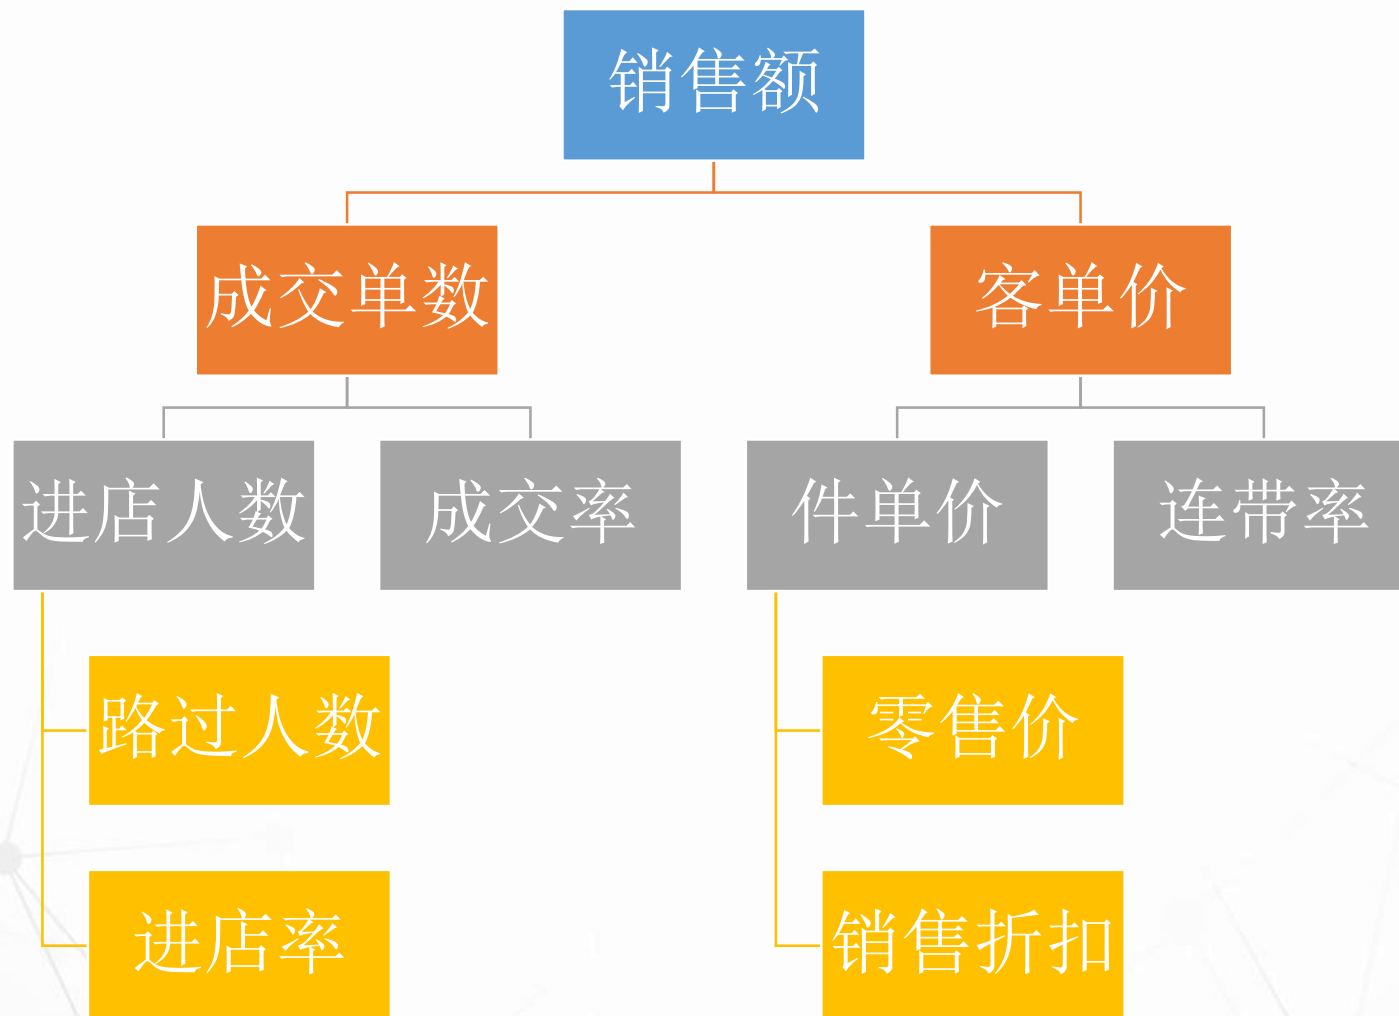 销售额
成交单数
客单价
进店人数
成交率
件单价
连带率
路过人数
零售价
进店率
销售折扣